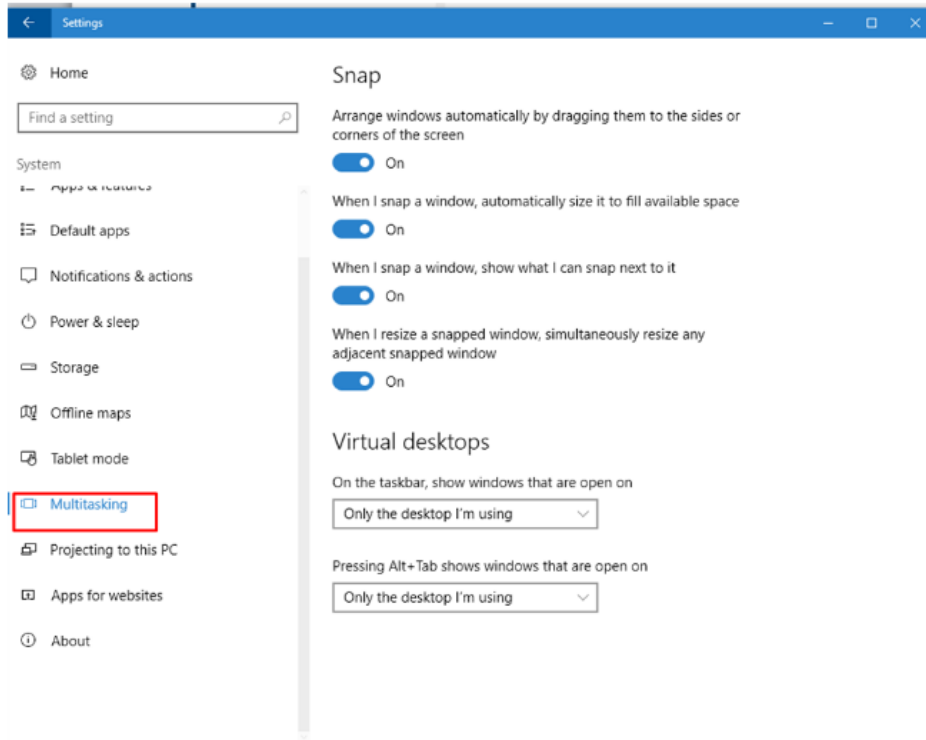 Settings
Home
Find a setting
System
Apps & features
Default apps
Notifications & actions
Power & sleep
Storage
Offline maps
Tablet mode
Multitasking
Projecting to this PC
Apps for websites
About
Snap
Arrange windows automatically by dragging them to the sides or
corners of the screen
On
When I snap a window, automatically size it to fill available space
On
When I snap a window, show what I can snap next to it
On
When I resize a snapped window, simultaneously resize any
adjacent snapped window
On
Virtual desktops
On the taskbar, show windows that are open on
Only the desktop I'm using
Pressing Alt+Tab shows windows that are open on
Only the desktop I'm using